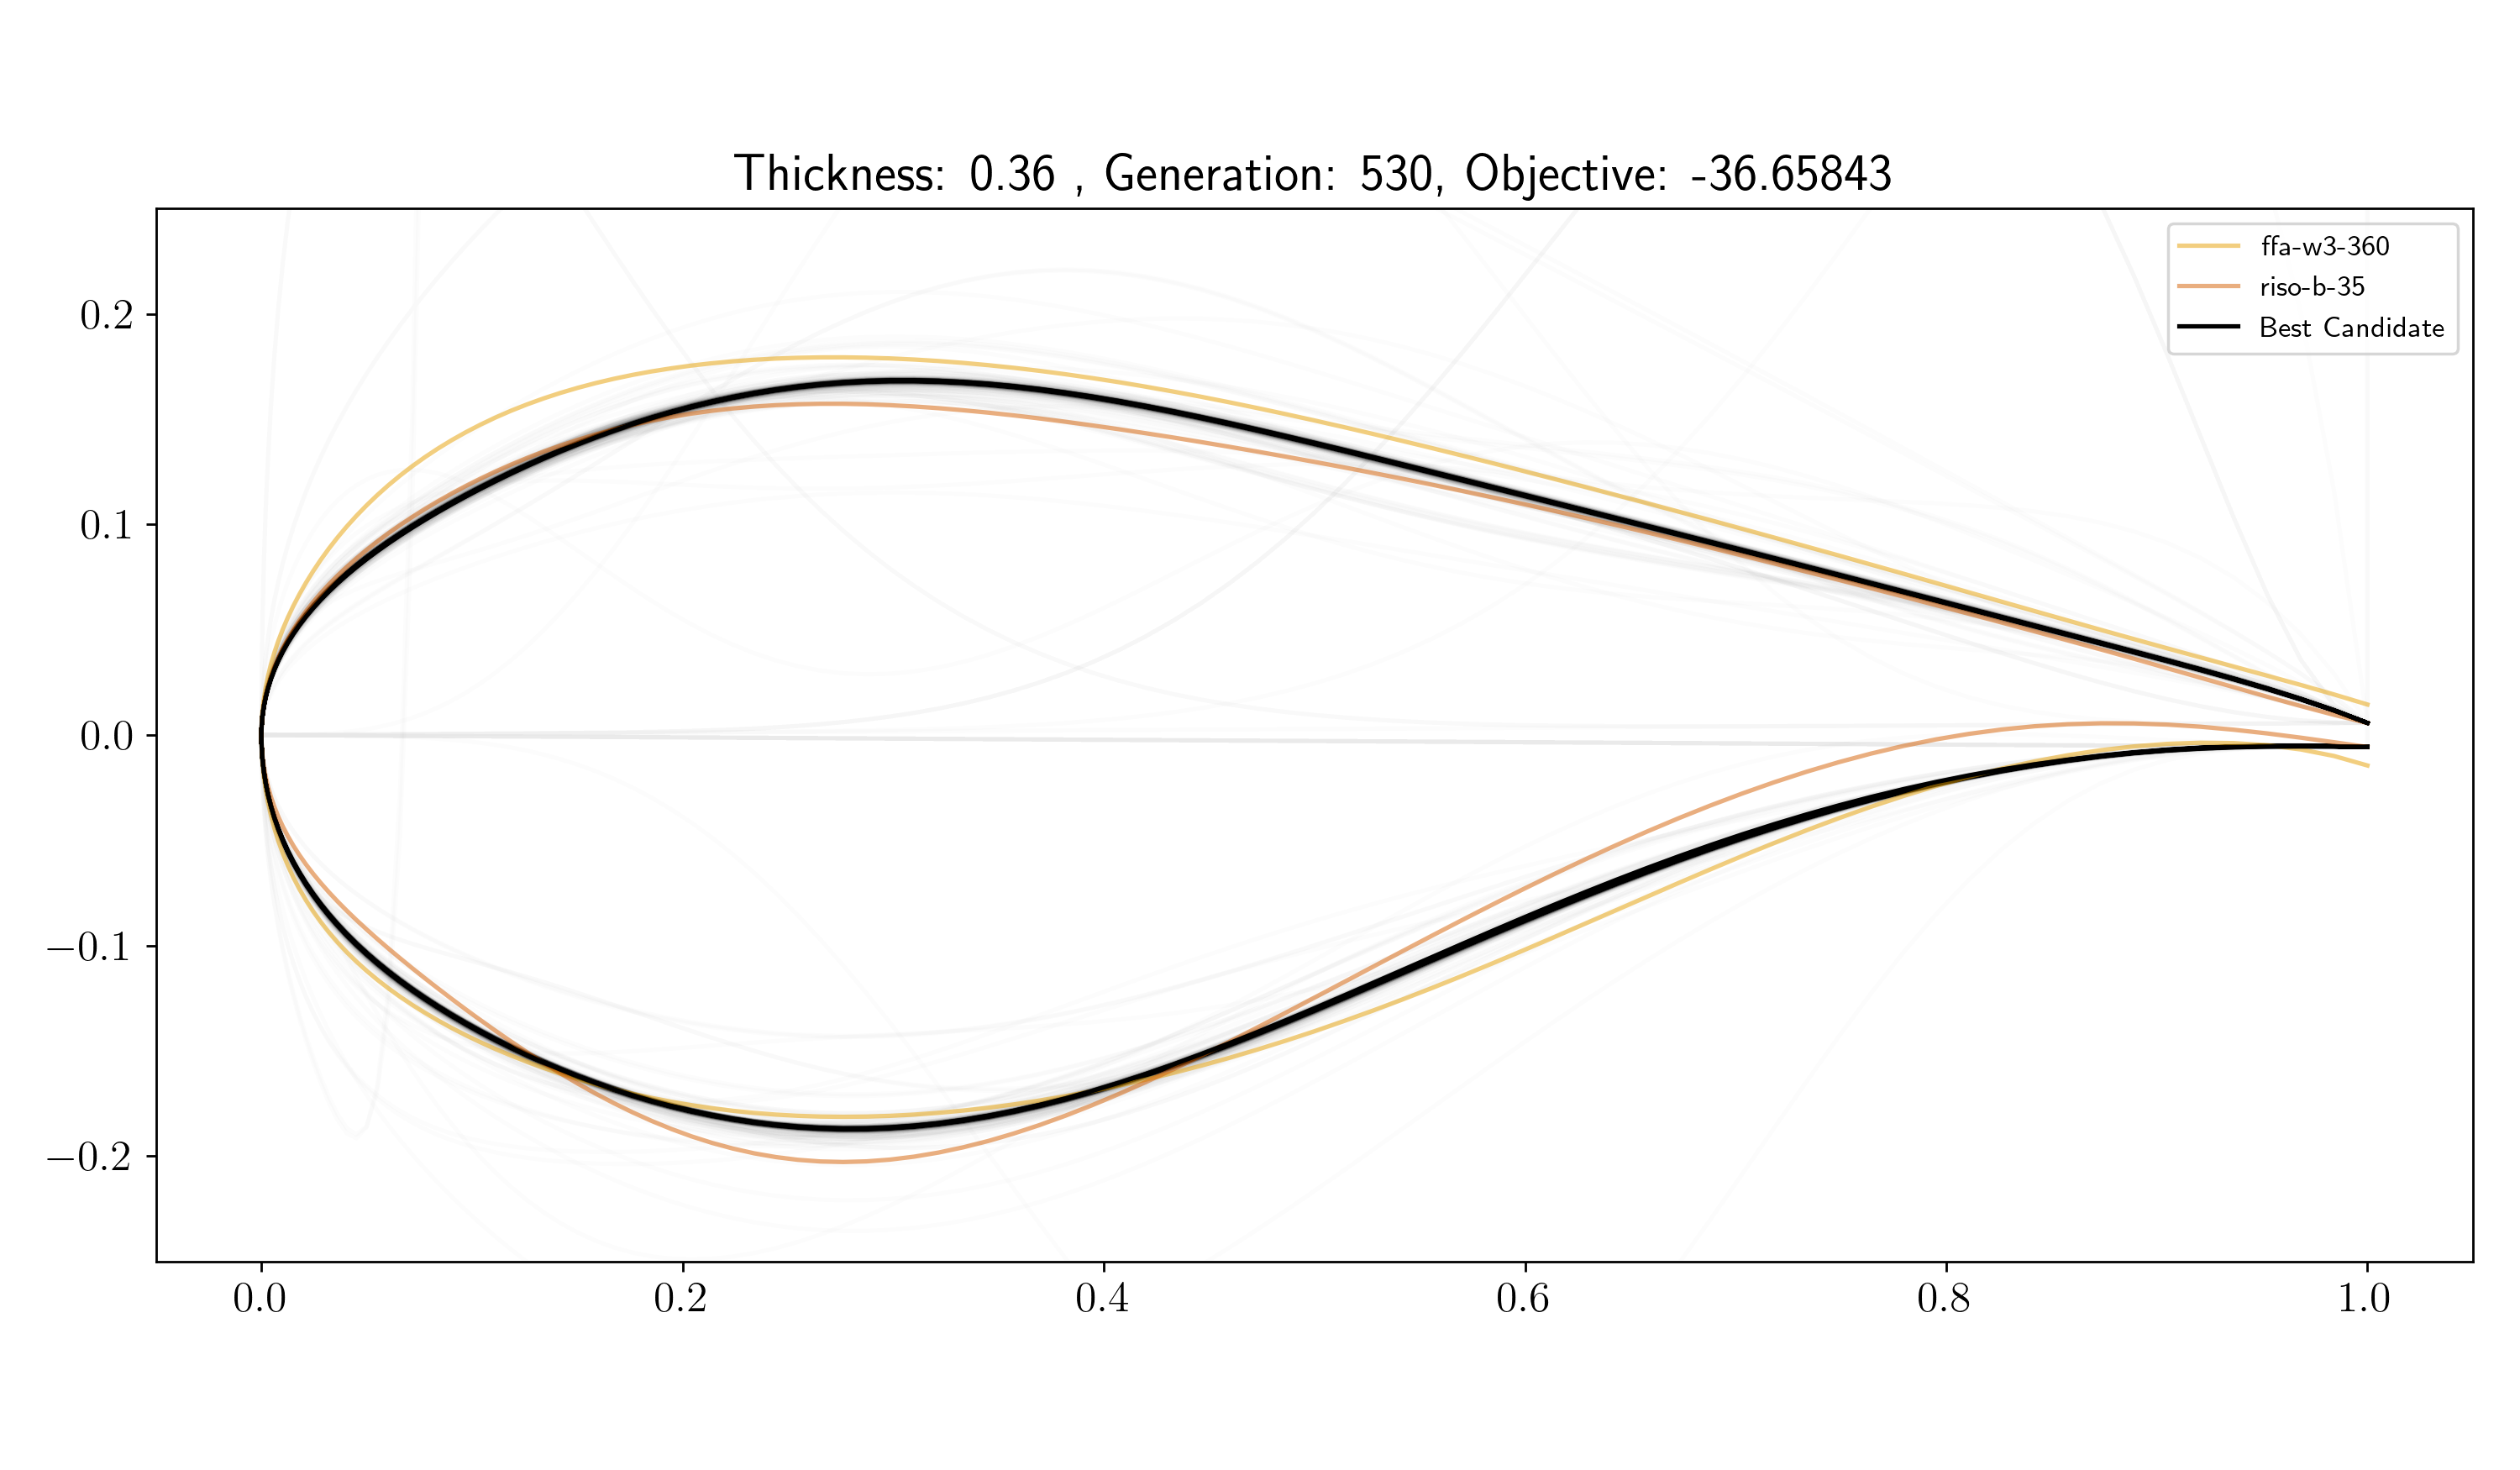 Thickness: 0.36 , Generation: 530, Objective: -36.65843
ffa-w3-360
riso-b-35
Best Candidate
0.2
0.1
0.0
−0.1
−0.2
0.0 0.2 0.4 0.6 0.8 1.0